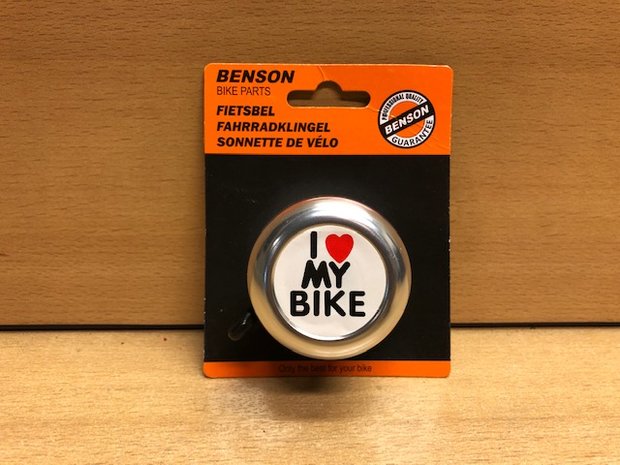 BENSON
BIKE PARTS
FIETSBEL
FAHRRADKLINGEL
SONNETTE DE VÉLO
PROFESSIONAL QUALITY
BENSON
GUARANTEE
I ♥
MY
BIKE
Only the best for your bike